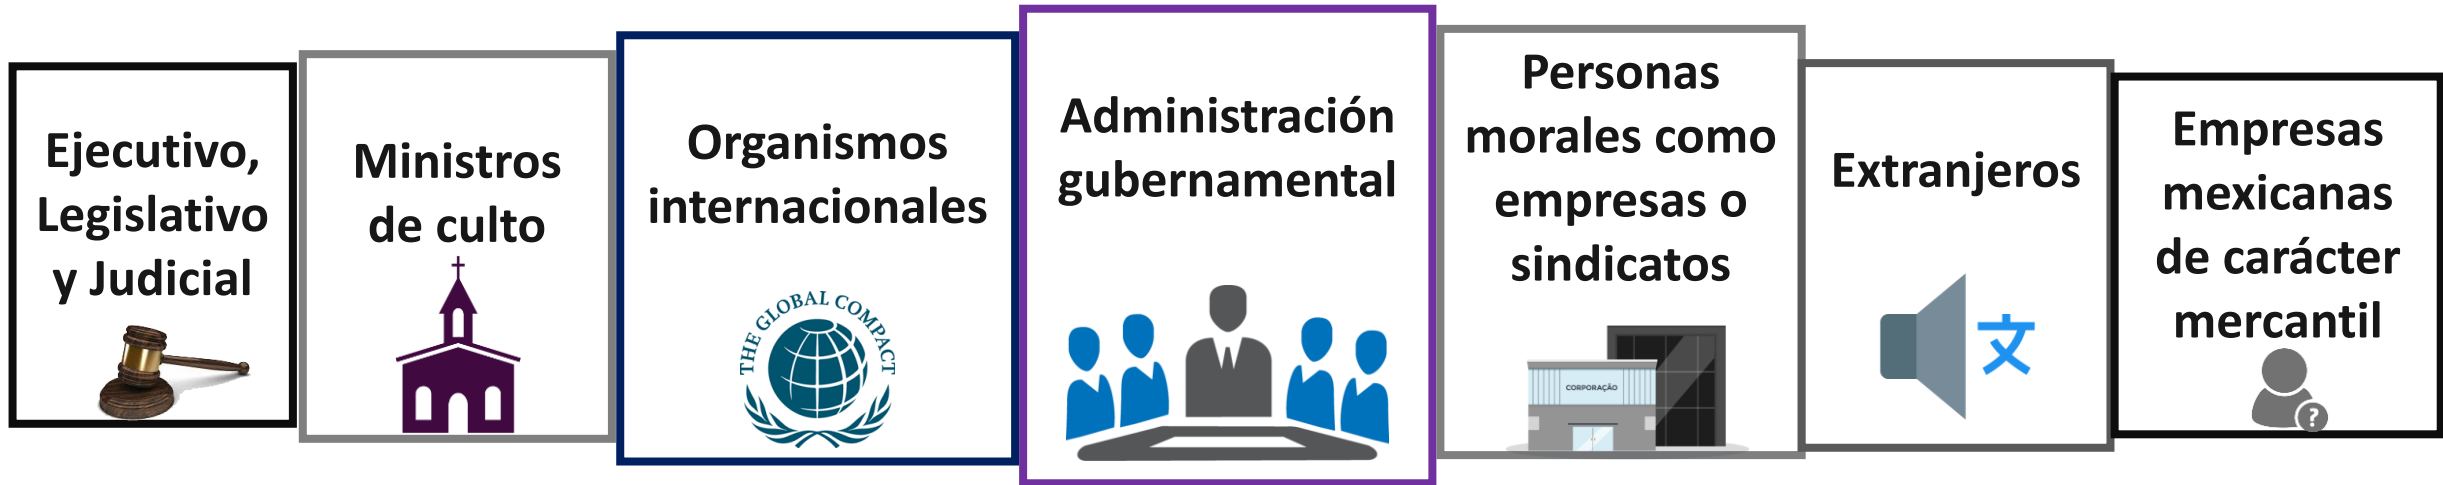 Ejecutivo,
Legislativo
y Judicial
Ministros
de culto
Organismos
internacionales
THE GLOBAL COMPACT
Administración
gubernamental
Personas
morales como
empresas o
sindicatos
CORPORAÇÃO
Extranjeros
文
Empresas
mexicanas
de carácter
mercantil
?